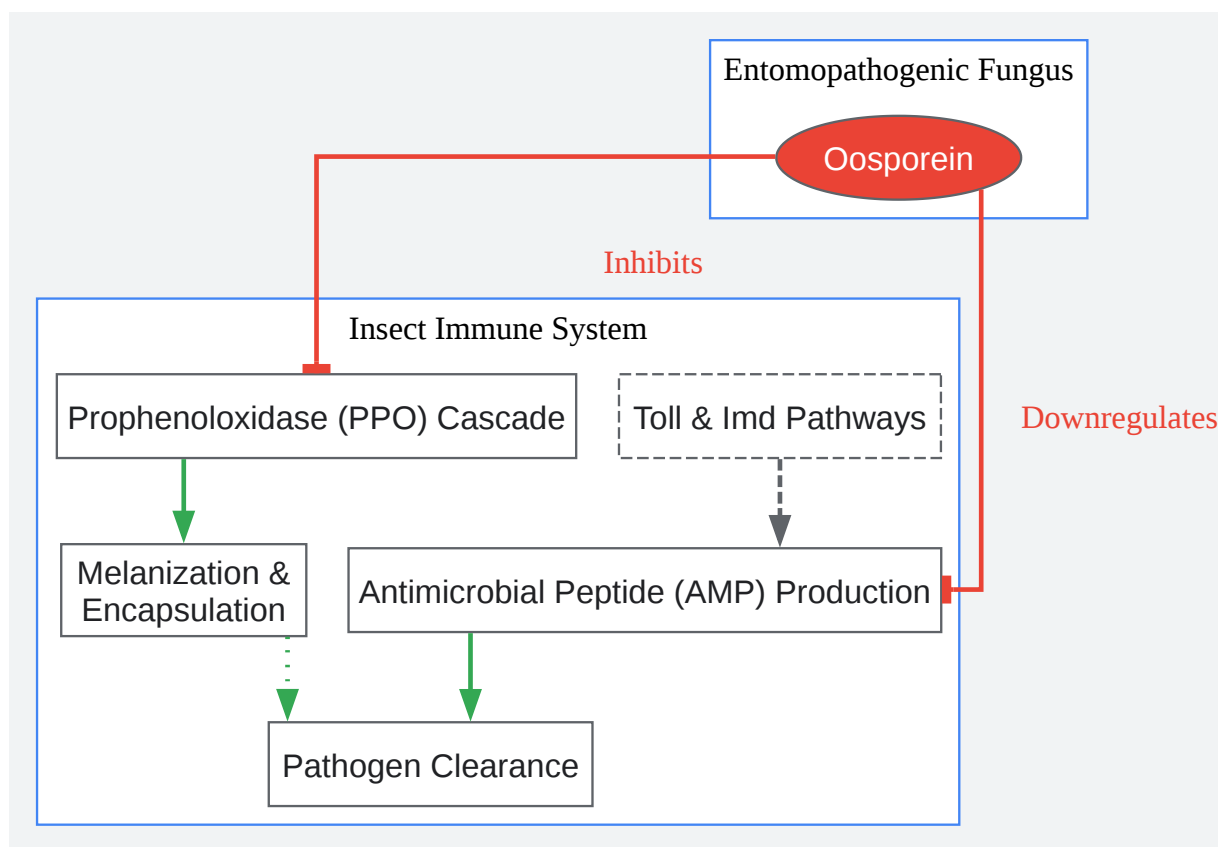 Entomopathogenic Fungus
Oosporein
Inhibits
Insect Immune System
Prophenoloxidase (PPO) Cascade
Toll & Imd Pathways
Downregulates
Melanization &
Encapsulation
Antimicrobial Peptide (AMP) Production
Pathogen Clearance